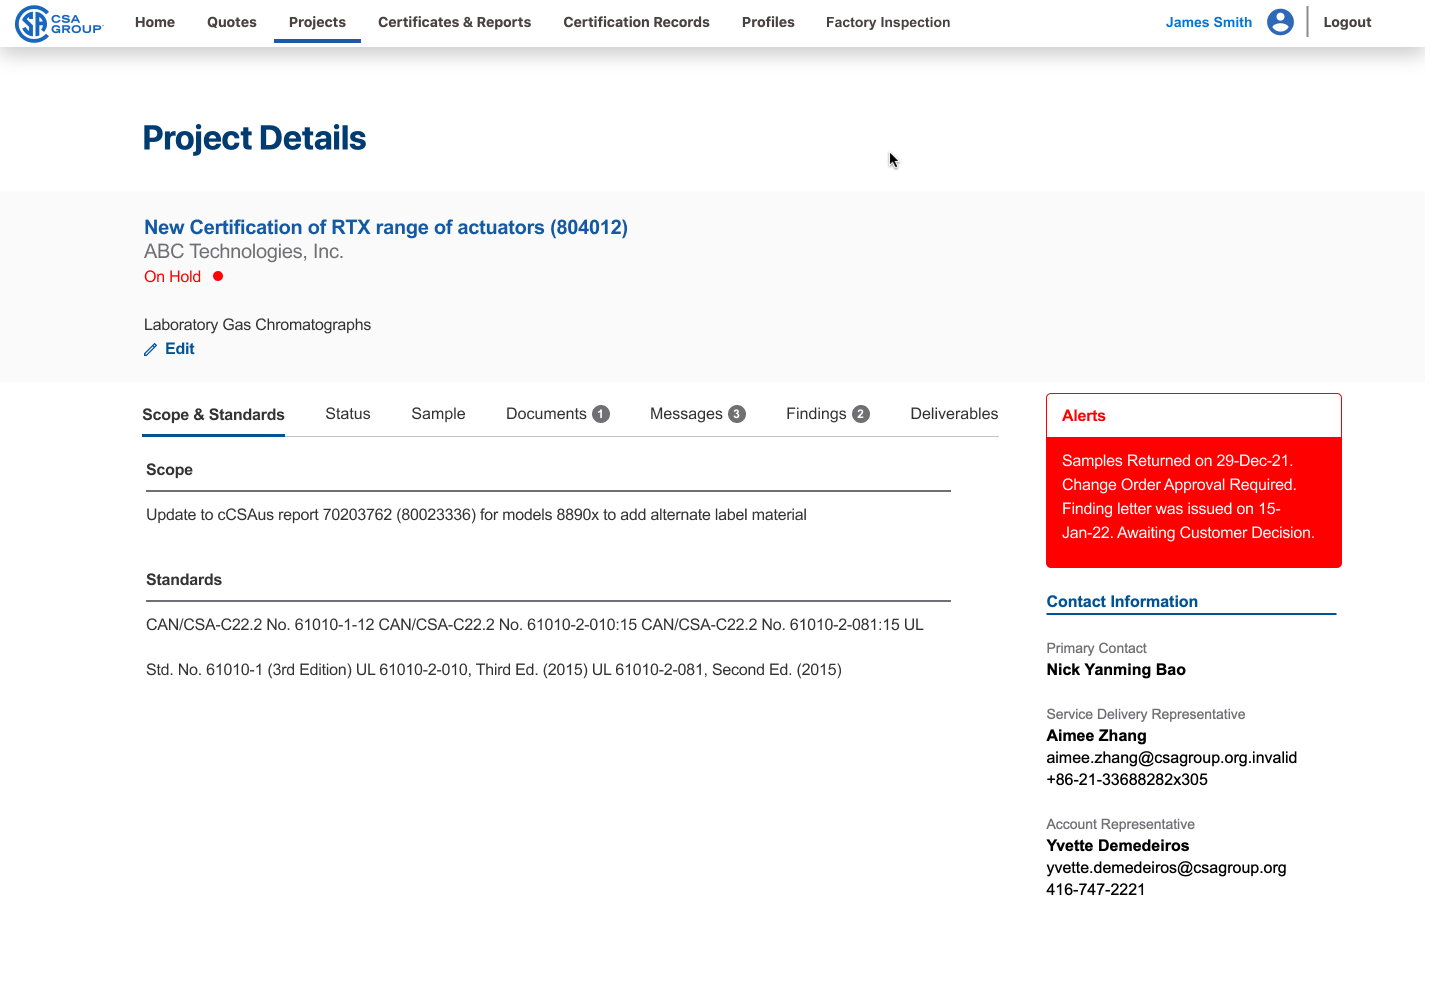 CSA GROUP
Home Quotes Projects Certificates & Reports Certification Records Profiles Factory Inspection James Smith Logout
Project Details
New Certification of RTX range of actuators (804012)
ABC Technologies, Inc.
On Hold
Laboratory Gas Chromatographs
Edit
Scope & Standards Status Sample Documents 1 Messages 3 Findings 2 Deliverables
Scope
Update to cCSAus report 70203762 (80023336) for models 8890x to add alternate label material
Standards
CAN/CSA-C22.2 No. 61010-1-12 CAN/CSA-C22.2 No. 61010-2-010:15 CAN/CSA-C22.2 No. 61010-2-081:15 UL
Std. No. 61010-1 (3rd Edition) UL 61010-2-010, Third Ed. (2015) UL 61010-2-081, Second Ed. (2015)
Alerts
Samples Returned on 29-Dec-21.
Change Order Approval Required.
Finding letter was issued on 15-
Jan-22. Awaiting Customer Decision.
Contact Information
Primary Contact
Nick Yanming Bao
Service Delivery Representative
Aimee Zhang
aimee.zhang@csagroup.org.invalid
+86-21-33688282x305
Account Representative
Yvette Demedeiros
yvette.demedeiros@csagroup.org
416-747-2221